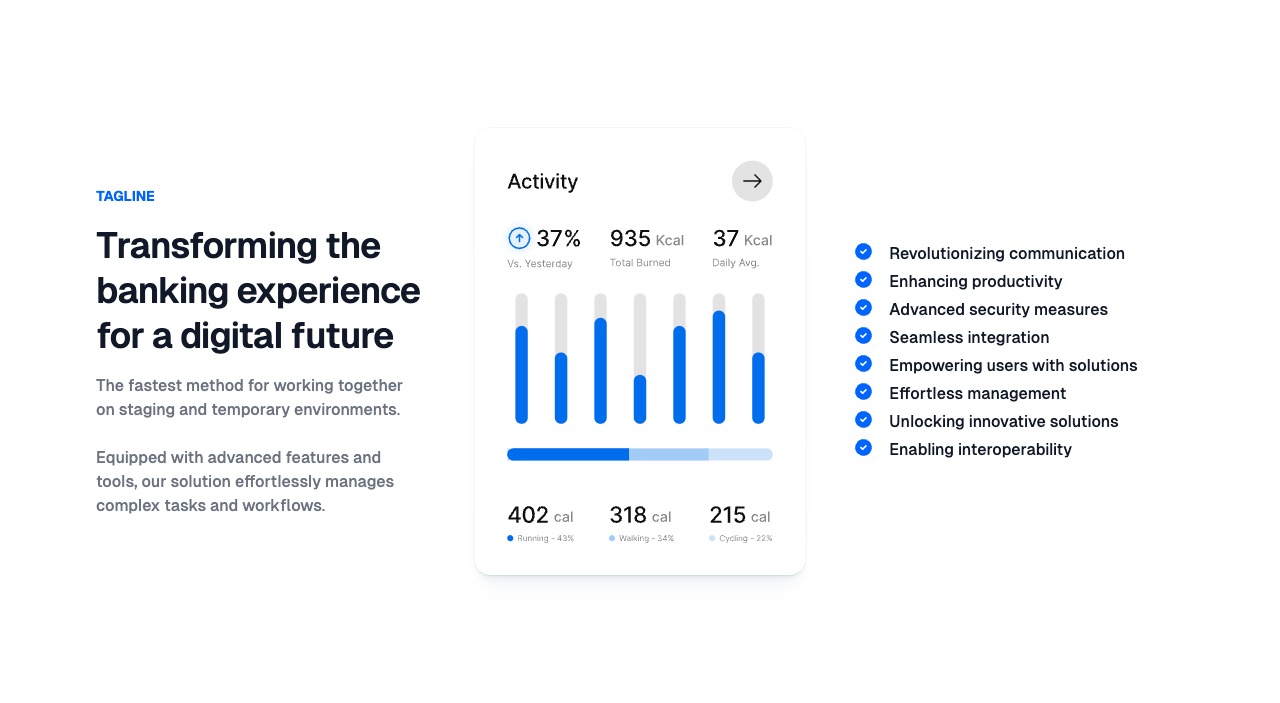 TAGLINE
Transforming the
banking experience
for a digital future
The fastest method for working together
on staging and temporary environments.
Equipped with advanced features and
tools, our solution effortlessly manages
complex tasks and workflows.
Activity
37% 935 Kcal 37 Kcal
Vs. Yesterday Total Burned Daily Avg.
402 cal 318 cal 215 cal
Running - 43% Walking - 34% Cycling - 22%
Revolutionizing communication
Enhancing productivity
Advanced security measures
Seamless integration
Empowering users with solutions
Effortless management
Unlocking innovative solutions
Enabling interoperability